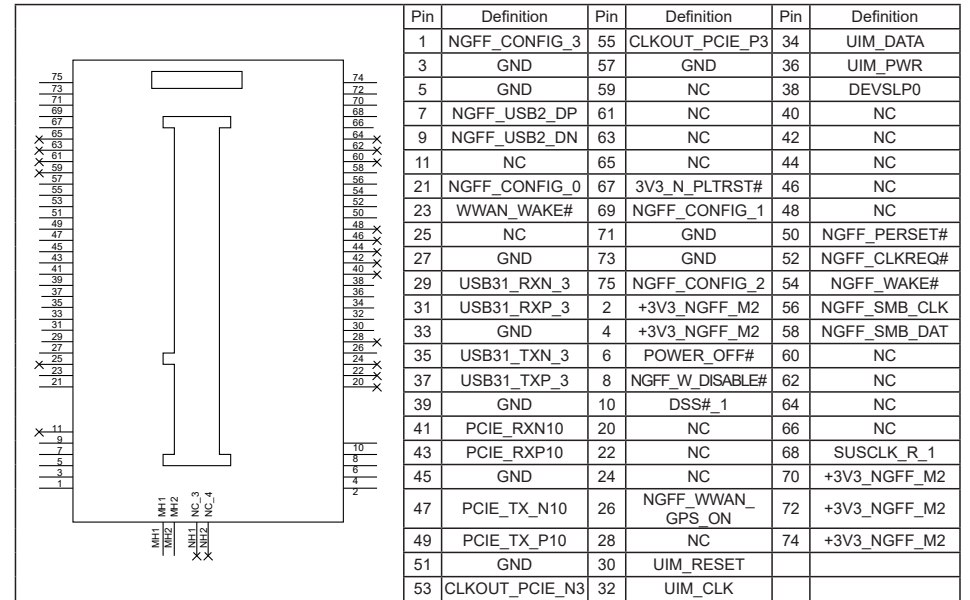 Pin Definition Pin Definition Pin Definition
1 NGFF_CONFIG_3 55 CLKOUT_PCIE_P3 34 UIM_DATA
3 GND 57 GND 36 UIM_PWR
5 GND 59 NC 38 DEVSLP0
7 NGFF_USB2_DP 61 NC 40 NC
9 NGFF_USB2_DN 63 NC 42 NC
11 NC 65 NC 44 NC
21 NGFF_CONFIG_0 67 3V3_N_PLTRST# 46 NC
23 WWAN_WAKE# 69 NGFF_CONFIG_1 48 NC
25 NC 71 GND 50 NGFF_PERSET#
27 GND 73 GND 52 NGFF_CLKREQ#
29 USB31_RXN_3 75 NGFF_CONFIG_2 54 NGFF_WAKE#
31 USB31_RXP_3 2 +3V3_NGFF_M2 56 NGFF_SMB_CLK
33 GND 4 +3V3_NGFF_M2 58 NGFF_SMB_DAT
35 USB31_TXN_3 6 POWER_OFF# 60 NC
37 USB31_TXP_3 8 NGFF_W_DISABLE# 62 NC
39 GND 10 DSS#_1 64 NC
41 PCIE_RXN10 20 NC 66 NC
43 PCIE_RXP10 22 NC 68 SUSCLK_R_1
45 GND 24 NC 70 +3V3_NGFF_M2
47 PCIE_TX_N10 26 NGFF_WWAN_
GPS_ON 72 +3V3_NGFF_M2
49 PCIE_TX_P10 28 NC 74 +3V3_NGFF_M2
51 GND 30 UIM_RESET
53 CLKOUT_PCIE_N3 32 UIM_CLK
75 74
73 72
71 70
69 68
67 66
65 64
63 62
61 60
59 58
57 56
55 54
53 52
51 50
49 48
47 46
45 44
43 42
41 40
39 38
37 36
35 34
33 32
31 30
29 28
27 26
25 24
23 22
21 20
11
9 10
7 8
5 6
3 4
1 2
MH1
MH2
NC_3
NC_4
MH1
MH2
NH1
NH2